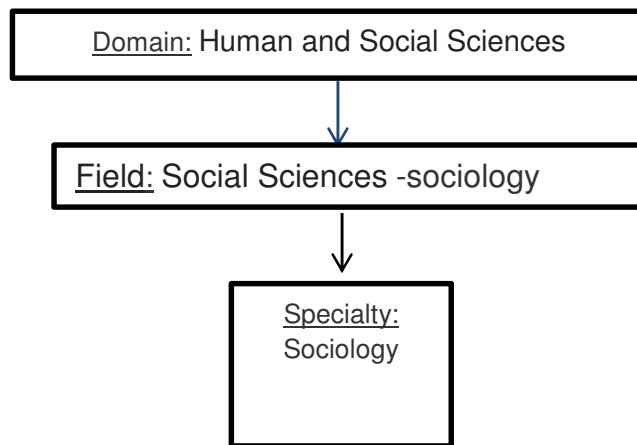 Domain: Human and Social Sciences
Field: Social Sciences -sociology
Specialty:
Sociology